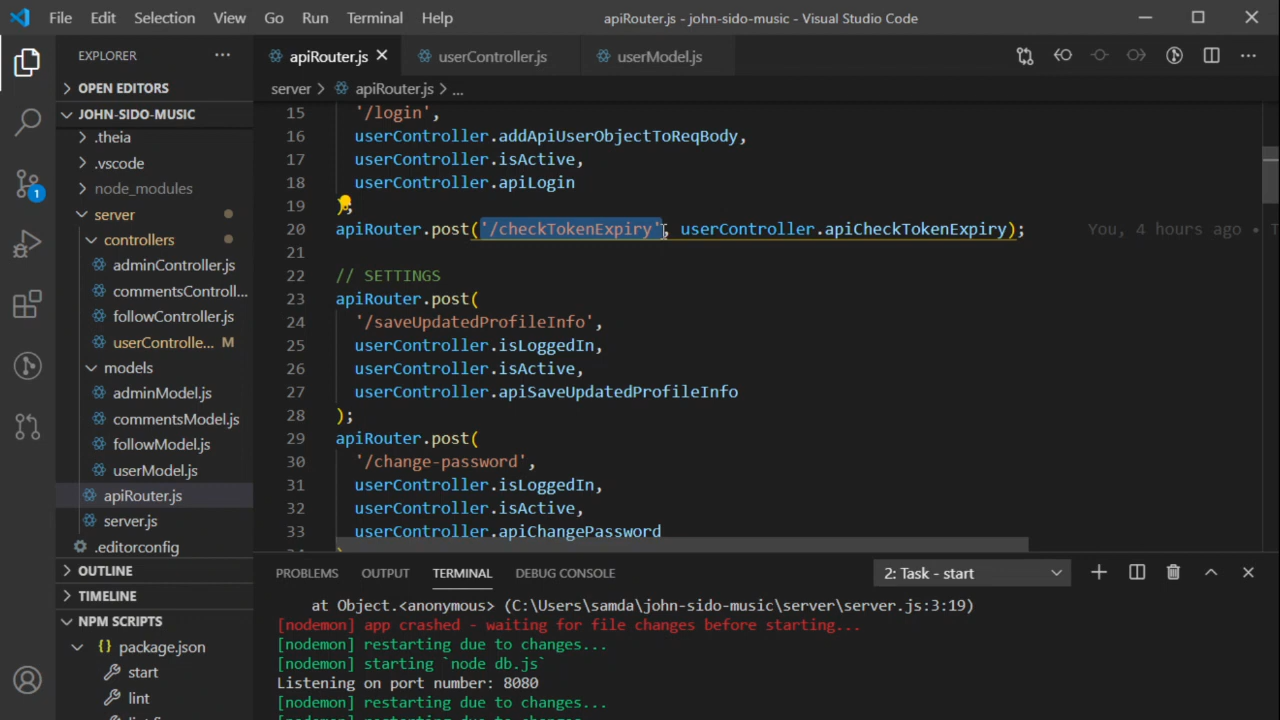 File Edit Selection View Go Run Terminal Help apiRouter.js - john-sido-music - Visual Studio Code
EXPLORER ···
apiRouter.js userController.js userModel.js
OPEN EDITORS
server > apiRouter.js > ...
JOHN-SIDO-MUSIC
.theia
.vscode
node_modules
server
controllers
adminController.js
commentsControll...
followController.js
userControlle... M
models
adminModel.js
commentsModel.js
followModel.js
userModel.js
apiRouter.js
server.js
.editorconfig
OUTLINE
TIMELINE
NPM SCRIPTS
{} package.json
start
lint
1
15 '/login',
16 userController.addApiUserObjectToReqBody,
17 userController.isActive,
18 userController.apiLogin
19 );
20 apiRouter.post('/checkTokenExpiry', userController.apiCheckTokenExpiry); You, 4 hours ago •
21
22 // SETTINGS
23 apiRouter.post(
24 '/saveUpdatedProfileInfo',
25 userController.isLoggedIn,
26 userController.isActive,
27 userController.apiSaveUpdatedProfileInfo
28 );
29 apiRouter.post(
30 '/change-password',
31 userController.isLoggedIn,
32 userController.isActive,
33 userController.apiChangePassword
PROBLEMS OUTPUT TERMINAL DEBUG CONSOLE 2: Task - start
at Object.<anonymous> (C:\Users\samda\john-sido-music\server\server.js:3:19)
[nodemon] app crashed - waiting for file changes before starting...
[nodemon] restarting due to changes...
[nodemon] starting `node db.js`
Listening on port number: 8080
[nodemon] restarting due to changes...